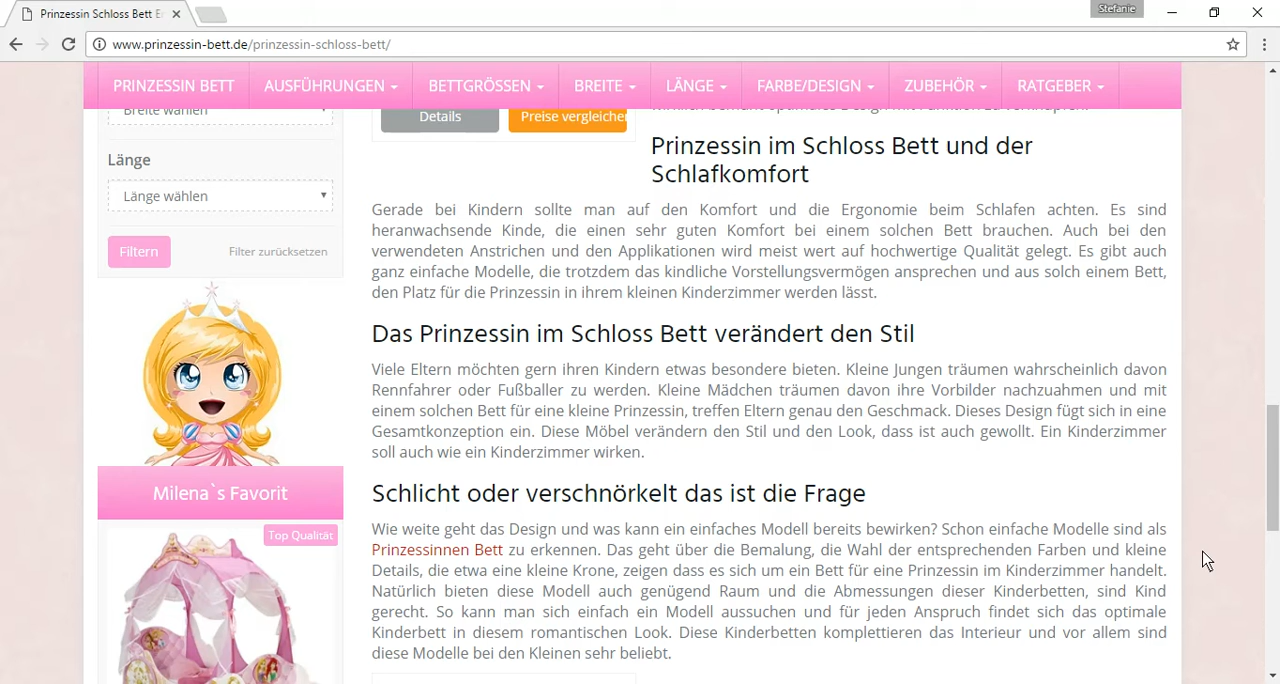 Prinzessin Schloss Bett E
Stefanie
www.prinzessin-bett.de/prinzessin-schloss-bett/
PRINZESSIN BETT AUSFÜHRUNGEN BETTGRÖSSEN BREITE LÄNGE FARBE/DESIGN ZUBEHÖR RATGEBER
Breite wählen
Länge
Länge wählen
Filtern Filter zurücksetzen
Milena`s Favorit
Top Qualität
Details Preise vergleichen
Prinzessin im Schloss Bett und der
Schlafkomfort
Gerade bei Kindern sollte man auf den Komfort und die Ergonomie beim Schlafen achten. Es sind
heranwachsende Kinde, die einen sehr guten Komfort bei einem solchen Bett brauchen. Auch bei den
verwendeten Anstrichen und den Applikationen wird meist wert auf hochwertige Qualität gelegt. Es gibt auch
ganz einfache Modelle, die trotzdem das kindliche Vorstellungsvermögen ansprechen und aus solch einem Bett,
den Platz für die Prinzessin in ihrem kleinen Kinderzimmer werden lässt.
Das Prinzessin im Schloss Bett verändert den Stil
Viele Eltern möchten gern ihren Kindern etwas besondere bieten. Kleine Jungen träumen wahrscheinlich davon
Rennfahrer oder Fußballer zu werden. Kleine Mädchen träumen davon ihre Vorbilder nachzuahmen und mit
einem solchen Bett für eine kleine Prinzessin, treffen Eltern genau den Geschmack. Dieses Design fügt sich in eine
Gesamtkonzeption ein. Diese Möbel verändern den Stil und den Look, dass ist auch gewollt. Ein Kinderzimmer
soll auch wie ein Kinderzimmer wirken.
Schlicht oder verschnörkelt das ist die Frage
Wie weite geht das Design und was kann ein einfaches Modell bereits bewirken? Schon einfache Modelle sind als
Prinzessinnen Bett zu erkennen. Das geht über die Bemalung, die Wahl der entsprechenden Farben und kleine
Details, die etwa eine kleine Krone, zeigen dass es sich um ein Bett für eine Prinzessin im Kinderzimmer handelt.
Natürlich bieten diese Modell auch genügend Raum und die Abmessungen dieser Kinderbetten, sind Kind
gerecht. So kann man sich einfach ein Modell aussuchen und für jeden Anspruch findet sich das optimale
Kinderbett in diesem romantischen Look. Diese Kinderbetten komplettieren das Interieur und vor allem sind
diese Modelle bei den Kleinen sehr beliebt.